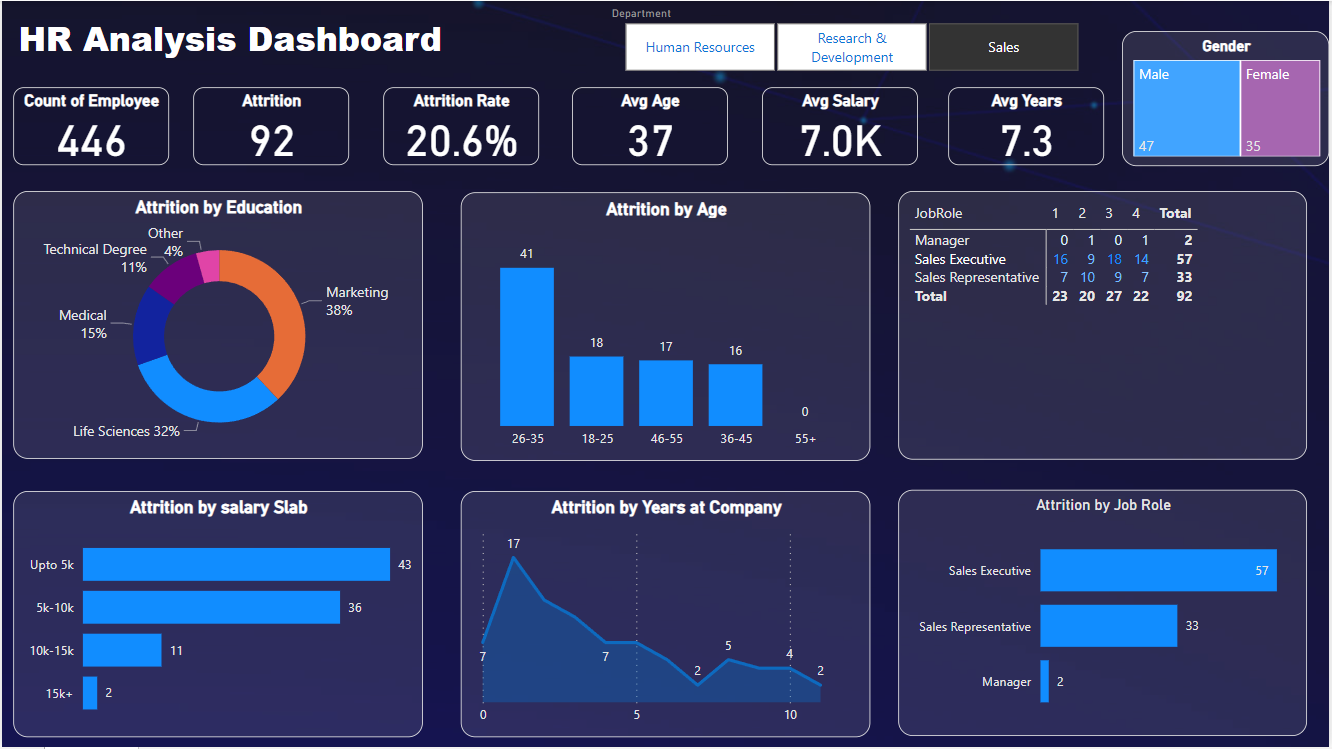 Department
HR Analysis Dashboard
Human Resources
Research &
Development
Sales
Gender
Male
Female
47
35
Count of Employee
446
Attrition
92
Attrition Rate
20.6%
Avg Age
37
Avg Salary
7.0K
Avg Years
7.3
Attrition by Education
Other
4%
Technical Degree
11%
Marketing
38%
Medical
15%
Life Sciences 32%
Attrition by Age
41
18
17
16
0
26-35 18-25 46-55 36-45 55+
JobRole 1 2 3 4 Total
Manager 0 1 0 1 2
Sales Executive 16 9 18 14 57
Sales Representative 7 10 9 7 33
Total 23 20 27 22 92
Attrition by salary Slab
Upto 5k 43
5k-10k 36
10k-15k 11
15k+ 2
Attrition by Years at Company
17
7
7
2
5
4
2
0 5 10
Attrition by Job Role
Sales Executive 57
Sales Representative 33
Manager 2